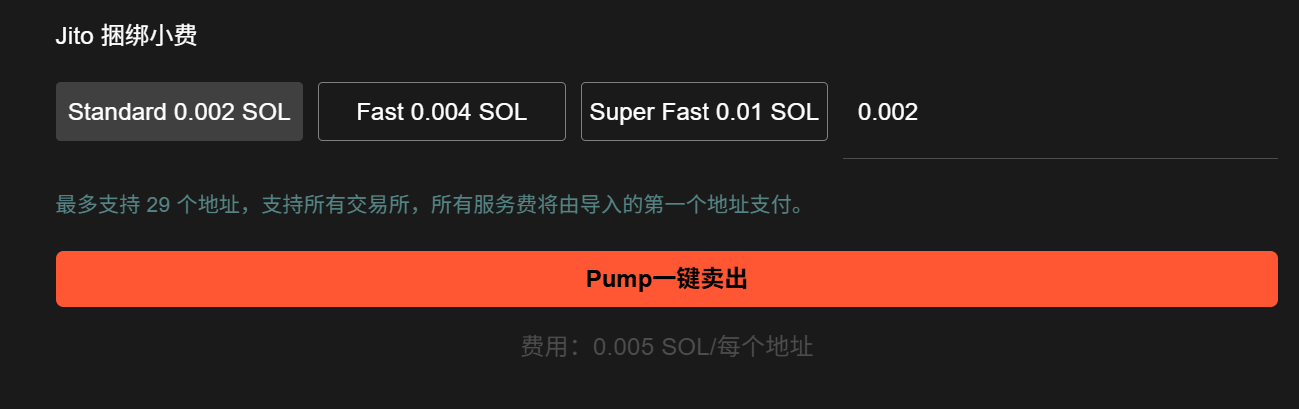 Jito 捆绑小费
Standard 0.002 SOL Fast 0.004 SOL Super Fast 0.01 SOL 0.002
最多支持 29 个地址，支持所有交易所，所有服务费将由导入的第一个地址支付。
Pump一键卖出
费用：0.005 SOL/每个地址